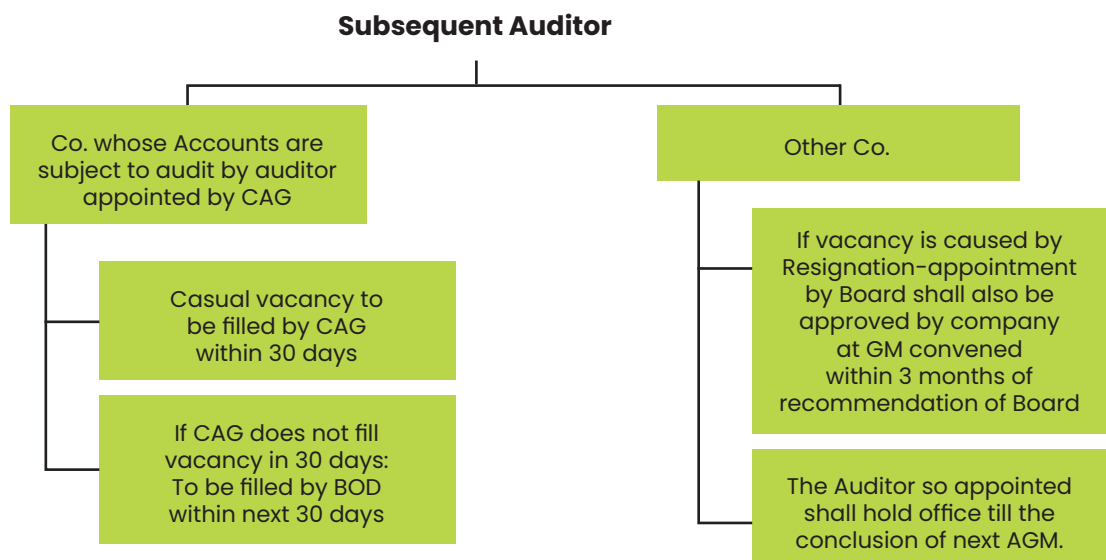 Subsequent Auditor
Co. whose Accounts are
subject to audit by auditor
appointed by CAG
Casual vacancy to
be filled by CAG
within 30 days
If CAG does not fill
vacancy in 30 days:
To be filled by BOD
within next 30 days
Other Co.
If vacancy is caused by
Resignation-appointment
by Board shall also be
approved by company
at GM convened
within 3 months of
recommendation of Board
The Auditor so appointed
shall hold office till the
conclusion of next AGM.